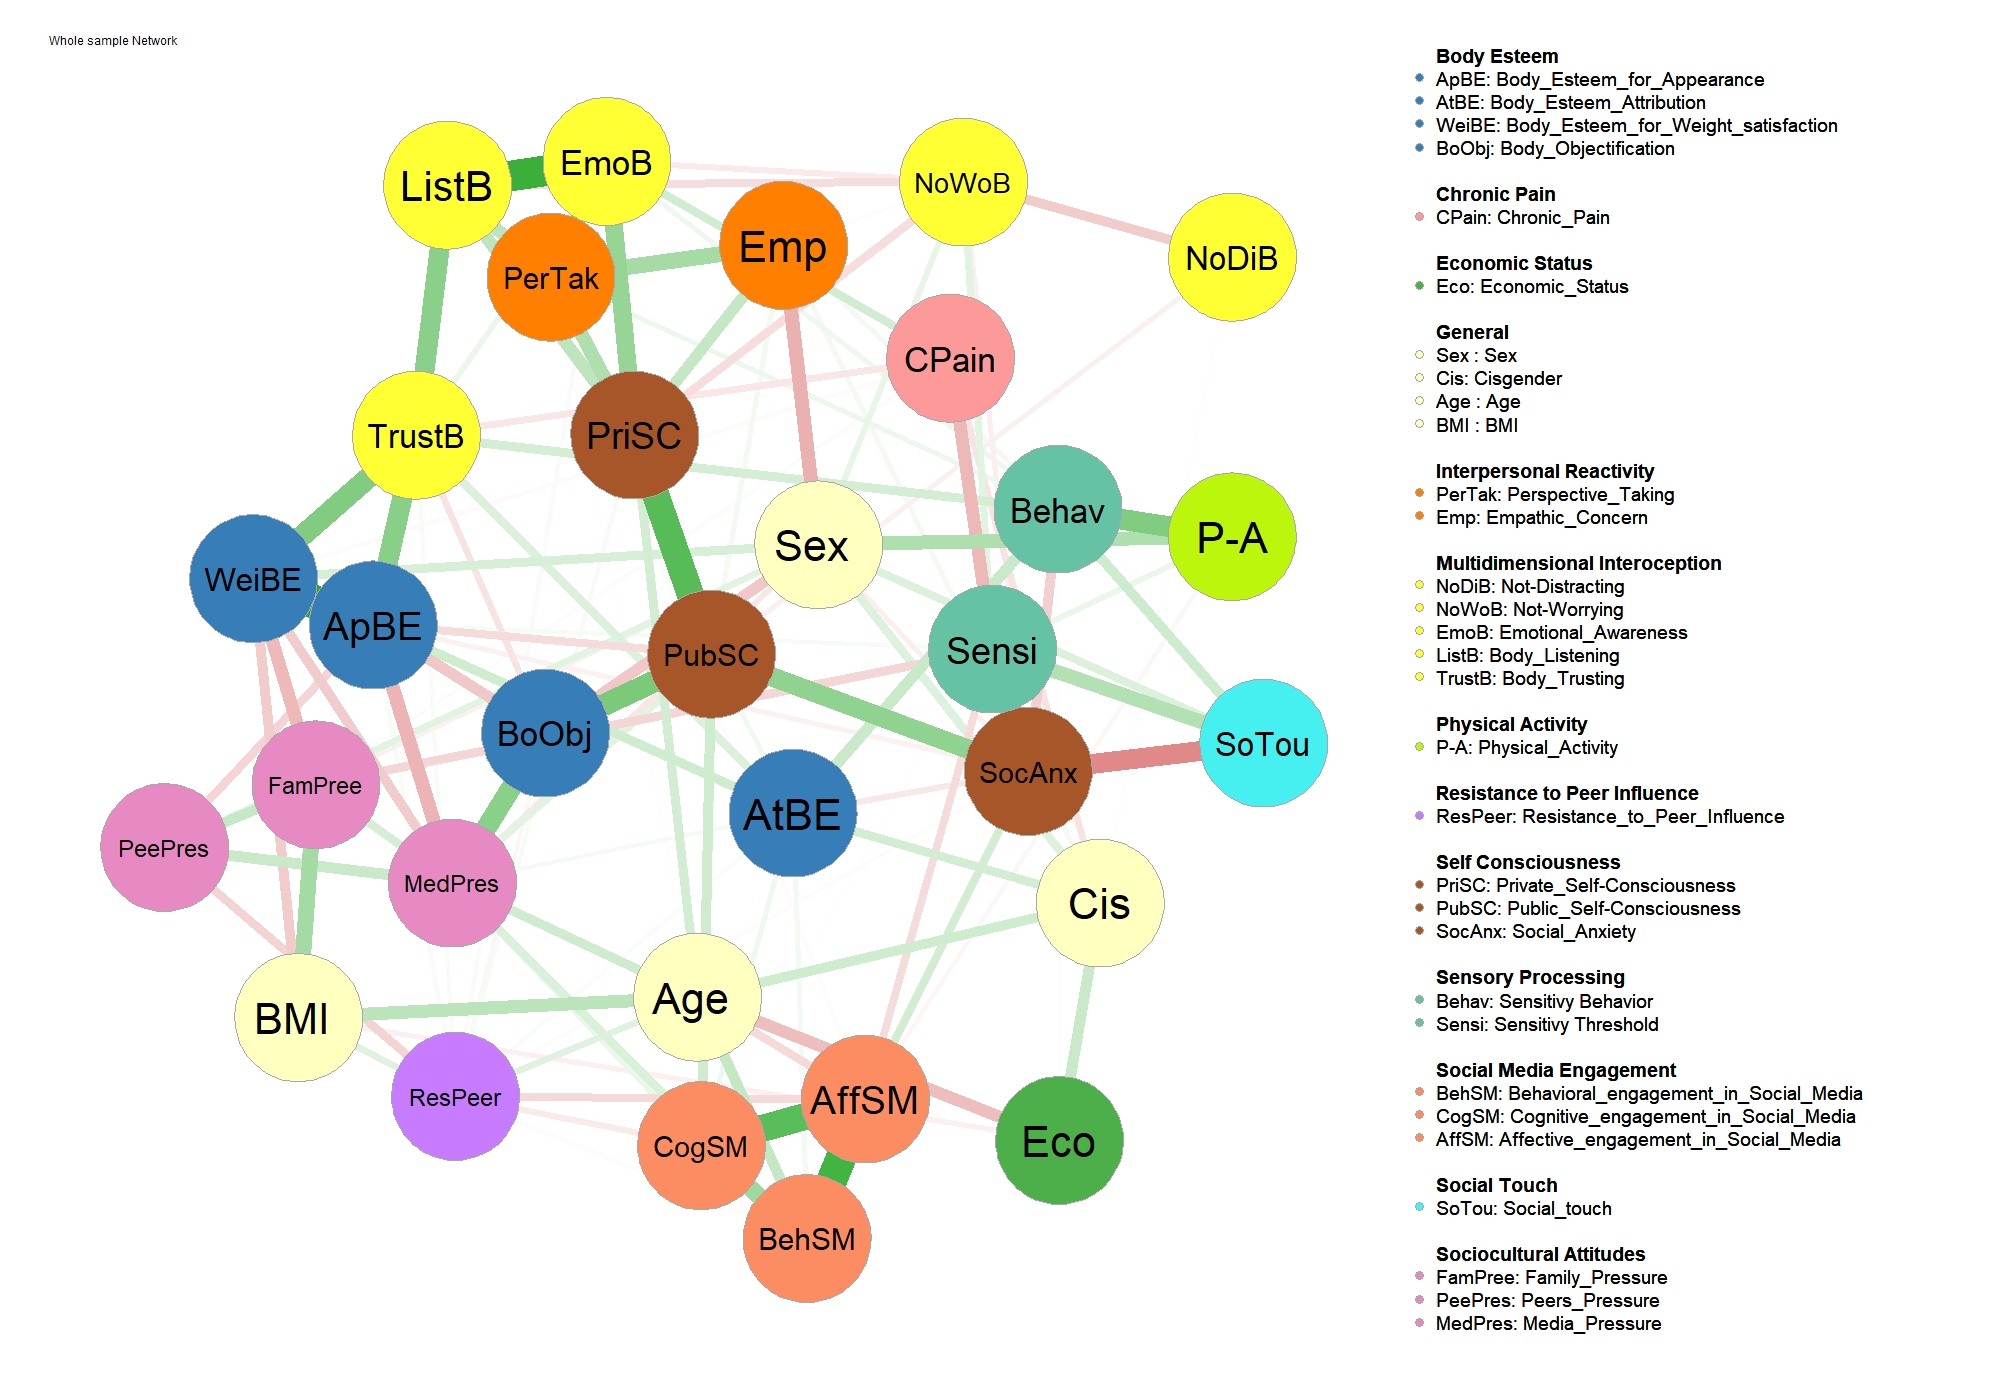 Whole sample Network
ListB
EmoB
NoWoB
Emp
PerTak
NoDiB
CPain
TrustB
PriSC
Behav
P-A
Sex
WeiBE
ApBE
PubSC
Sensi
BoObj
SoTou
SocAnx
FamPree
AtBE
PeePres
MedPres
Cis
Age
BMI
ResPeer
AffSM
CogSM
Eco
BehSM
Body Esteem
ApBE: Body_Esteem_for_Appearance
AtBE: Body_Esteem_Attribution
WeiBE: Body_Esteem_for_Weight_satisfaction
BoObj: Body_Objectification
Chronic Pain
CPain: Chronic_Pain
Economic Status
Eco: Economic_Status
General
Sex : Sex
Cis: Cisgender
Age : Age
BMI : BMI
Interpersonal Reactivity
PerTak: Perspective_Taking
Emp: Empathic_Concern
Multidimensional Interoception
NoDiB: Not-Distracting
NoWoB: Not-Worrying
EmoB: Emotional_Awareness
ListB: Body_Listening
TrustB: Body_Trusting
Physical Activity
P-A: Physical_Activity
Resistance to Peer Influence
ResPeer: Resistance_to_Peer_Influence
Self Consciousness
PriSC: Private_Self-Consciousness
PubSC: Public_Self-Consciousness
SocAnx: Social_Anxiety
Sensory Processing
Behav: Sensitivy Behavior
Sensi: Sensitivy Threshold
Social Media Engagement
BehSM: Behavioral_engagement_in_Social_Media
CogSM: Cognitive_engagement_in_Social_Media
AffSM: Affective_engagement_in_Social_Media
Social Touch
SoTou: Social_touch
Sociocultural Attitudes
FamPree: Family_Pressure
PeePres: Peers_Pressure
MedPres: Media_Pressure